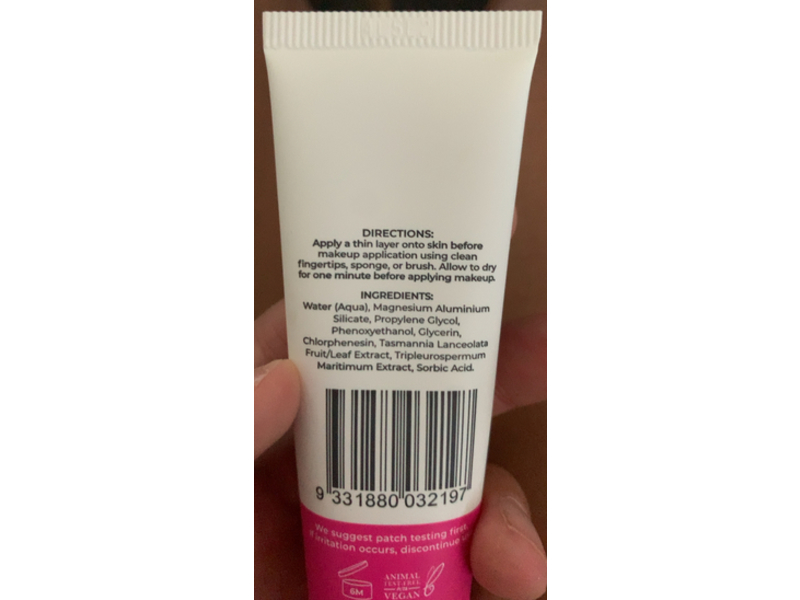 DIRECTIONS:
Apply a thin layer onto skin before
makeup application using clean
fingertips, sponge, or brush. Allow to dry
for one minute before applying makeup.
INGREDIENTS:
Water (Aqua), Magnesium Aluminium
Silicate, Propylene Glycol,
Phenoxyethanol, Glycerin,
Chlorphenesin, Tasmannia Lanceolata
Fruit/Leaf Extract, Tripleurospermum
Maritimum Extract, Sorbic Acid.
9 331880 032197
We suggest patch testing first.
irritation occurs, discontinue
6M
ANIMAL
VEGAN